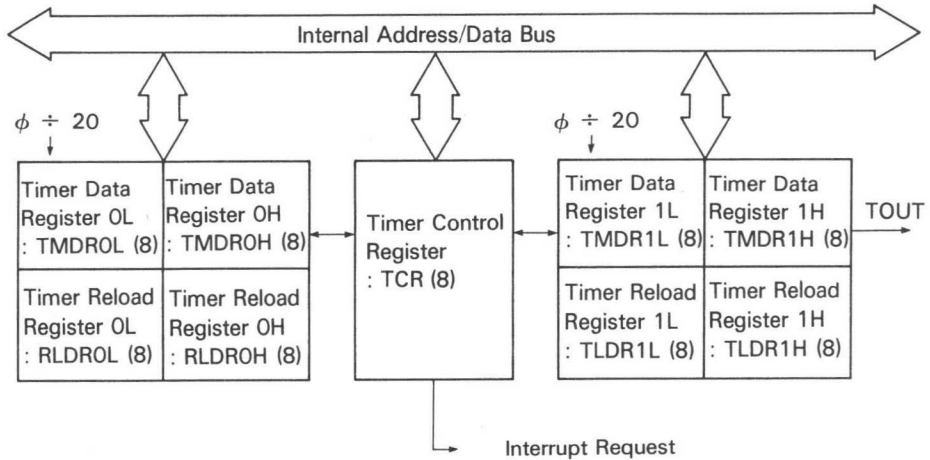 Internal Address/Data Bus
ϕ ÷ 20
ϕ ÷ 20
Timer Data
Register 0L
: TMDR0L (8)
Timer Data
Register 0H
: TMDR0H (8)
Timer Reload
Register 0L
: RLDR0L (8)
Timer Reload
Register 0H
: RLDR0H (8)
Timer Control
Register
: TCR (8)
Timer Data
Register 1L
: TMDR1L (8)
Timer Data
Register 1H
: TMDR1H (8)
Timer Reload
Register 1L
: TLDR1L (8)
Timer Reload
Register 1H
: TLDR1H (8)
TOUT
Interrupt Request